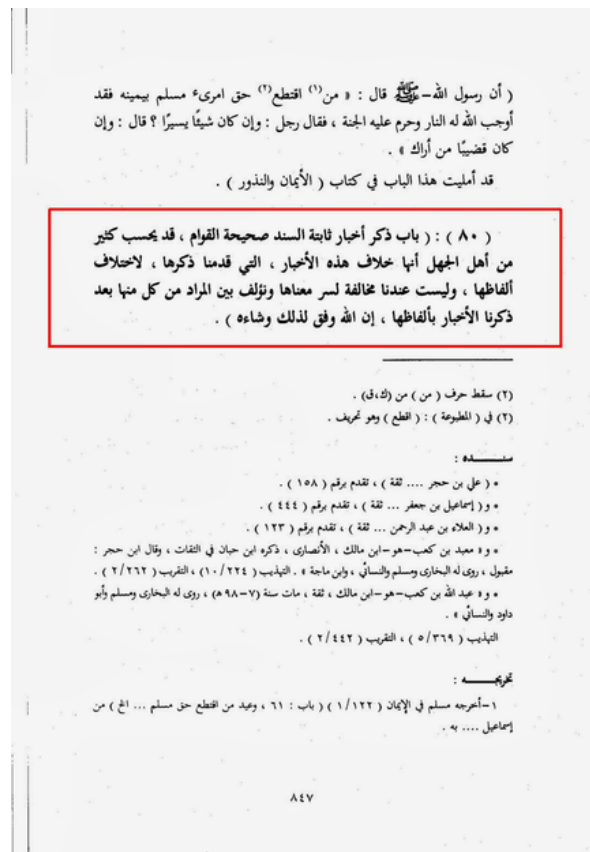 ( أن رسول الله-ﷺ قال : « من(١) اقتطع(٢) حق امرىء مسلم بيمينه فقد
أوجب الله له النار وحرم عليه الجنة ، فقال رجل : وإن كان شيئًا يسيرًا ؟ قال : وإن
كان قضيبًا من أراك » .
قد أمليت هذا الباب في كتاب ( الأيمان والنذور ) .
( ٨٠ ) : ( باب ذكر أخبار ثابتة السند صحيحة القوام ، قد يحسب كثير
من أهل الجهل أنها خلاف هذه الأخبار ، التي قدمنا ذكرها ، لاختلاف
ألفاظها ، وليست عندنا مخالفة لسر معناها ونؤلف بين المراد من كل منها بعد
ذكرنا الأخبار بألفاظها ، إن الله وفق لذلك وشاءه ) .
(٢) سقط حرف ( من ) من (ك،ق) .
(٢) في ( المطبوعة ) : ( اقطع ) وهو تحريف .
سنـــده :
• ( علي بن حجر .... ثقة ) ، تقدم برقم ( ١٥٨ ) .
• و ( إسماعيل بن جعفر ... ثقة ) ، تقدم برقم ( ٤٤٤ ) .
• و ( العلاء بن عبد الرحمن ... ثقة ) ، تقدم برقم ( ١٢٣ ) .
• و « معبد بن كعب-هو-ابن مالك ، الأنصارى ، ذكره ابن حبان في الثقات ، وقال ابن حجر :
مقبول ، روى له البخارى ومسلم والنسائي ، وابن ماجة » . التهذيب ( ١٠/٢٢٤ ) ، التقريب ( ٢/٢٦٢ ) .
• و « عبد الله بن كعب-هو-ابن مالك ، ثقة ، مات سنة (٧-٩٨ ه) ، روى له البخارى ومسلم وأبو
داود والنسائي » .
التهذيب ( ٥/٣٦٩ ) ، التقريب ( ٢/٤٤٢ ) .
تخريجـــه :
١-أخرجه مسلم في الإيمان ( ١/١٢٢ ) ( باب : ٦١ ، وعيد من اقتطع حق مسلم ... الخ ) من
إسماعيل .... به .
٨٤٧